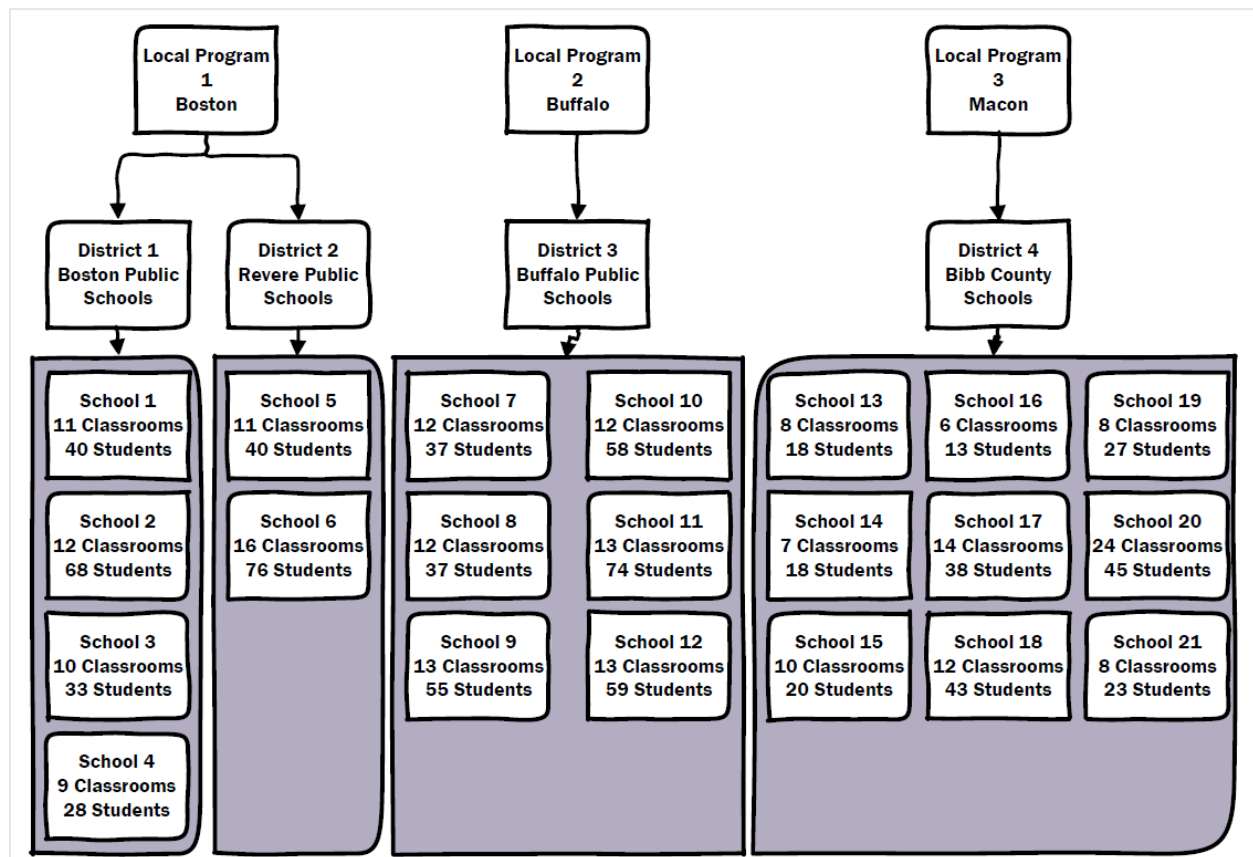 Local Program
1
Boston
Local Program
2
Buffalo
Local Program
3
Macon
District 1
Boston Public
Schools
District 2
Revere Public
Schools
District 3
Buffalo Public
Schools
District 4
Bibb County
Schools
School 1
11 Classrooms
40 Students
School 2
12 Classrooms
68 Students
School 3
10 Classrooms
33 Students
School 4
9 Classrooms
28 Students
School 5
11 Classrooms
40 Students
School 6
16 Classrooms
76 Students
School 7
12 Classrooms
37 Students
School 8
12 Classrooms
37 Students
School 9
13 Classrooms
55 Students
School 10
12 Classrooms
58 Students
School 11
13 Classrooms
74 Students
School 12
13 Classrooms
59 Students
School 13
8 Classrooms
18 Students
School 14
7 Classrooms
18 Students
School 15
10 Classrooms
20 Students
School 16
6 Classrooms
13 Students
School 17
14 Classrooms
38 Students
School 18
12 Classrooms
43 Students
School 19
8 Classrooms
27 Students
School 20
24 Classrooms
45 Students
School 21
8 Classrooms
23 Students